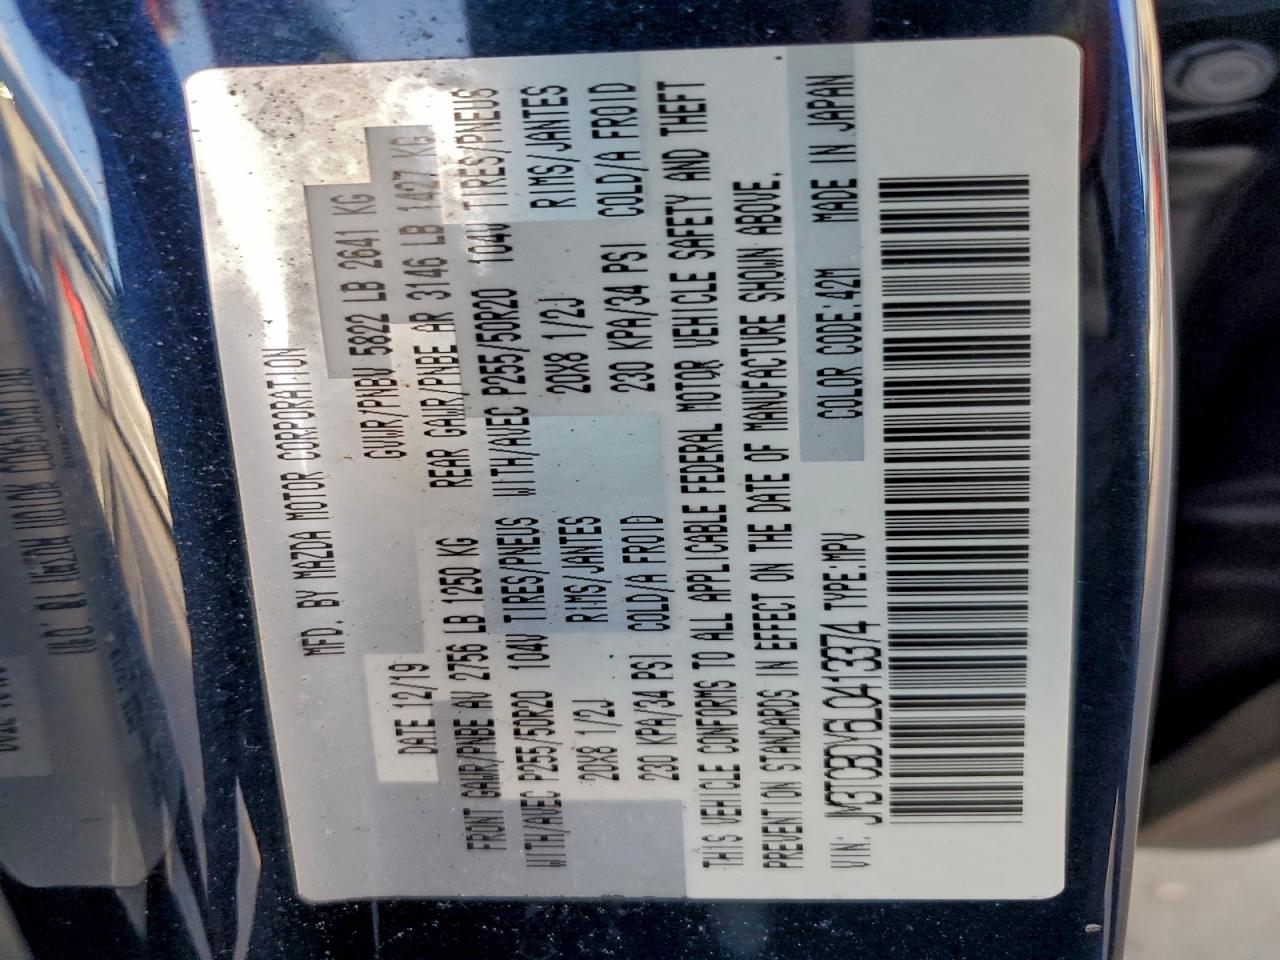 MFD. BY MAZDA MOTOR CORPORATION
DATE 12/19 GVWR/PNBV 5822 LB 2641 KG
FRONT GAWR/PNBE AV 2756 LB 1250 KG REAR GAWR/PNBE AR 3146 LB 1427 KG
WITH/AVEC P255/50R20 104V TIRES/PNEUS WITH/AVEC P255/50R20 104V TIRES/PNEUS
20X8 1/2J RIMS/JANTES 20X8 1/2J RIMS/JANTES
230 KPA/34 PSI COLD/A FROID 230 KPA/34 PSI COLD/A FROID
THIS VEHICLE CONFORMS TO ALL APPLICABLE FEDERAL MOTOR VEHICLE SAFETY AND THEFT
PREVENTION STANDARDS IN EFFECT ON THE DATE OF MANUFACTURE SHOWN ABOVE.
VIN: JM3TCBDY6L0413374 TYPE:MPV COLOR CODE:42M MADE IN JAPAN